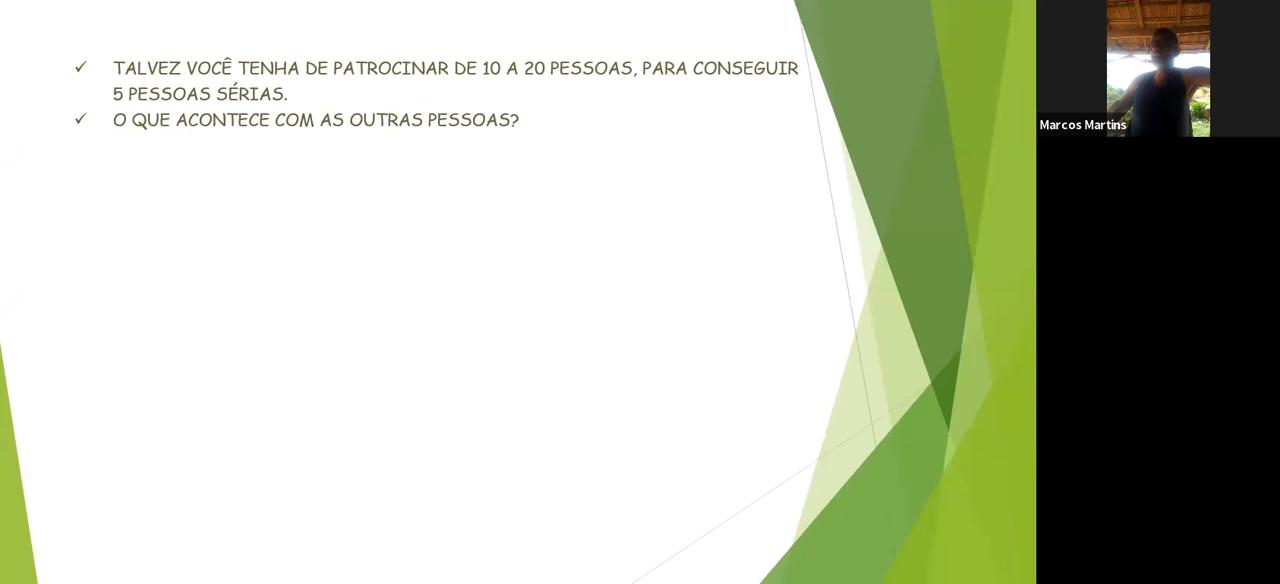 ✓ TALVEZ VOCÊ TENHA DE PATROCINAR DE 10 A 20 PESSOAS, PARA CONSEGUIR
5 PESSOAS SÉRIAS.
✓ O QUE ACONTECE COM AS OUTRAS PESSOAS?
Marcos Martins